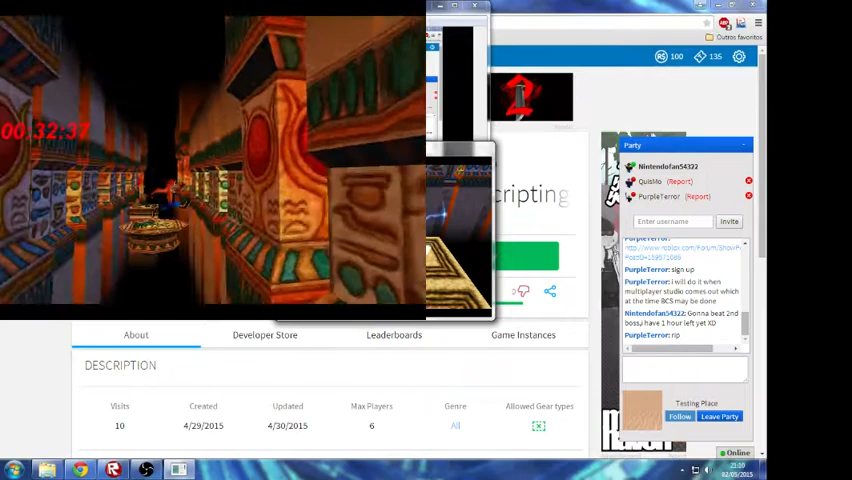 Outros favoritos
R$ 100
135
00.32:37
2
cripting
Party
Nintendofan54322
QuisMo (Report)
PurpleTerror (Report)
Enter username
Invite
PurpleTerror:
PurpleTerror: sign up
PurpleTerror: i will do it when
multiplayer studio comes out which
at the time BCS may be done
Nintendofan54322: Gonna beat 2nd
boss,i have 1 hour left yet XD
PurpleTerror: rip
Testing Place
Follow
Leave Party
About
Developer Store
Leaderboards
Game Instances
DESCRIPTION
Visits
Created
Updated
Max Players
Genre
Allowed Gear types
10
4/29/2015
4/30/2015
6
All
Online
02/05/2015